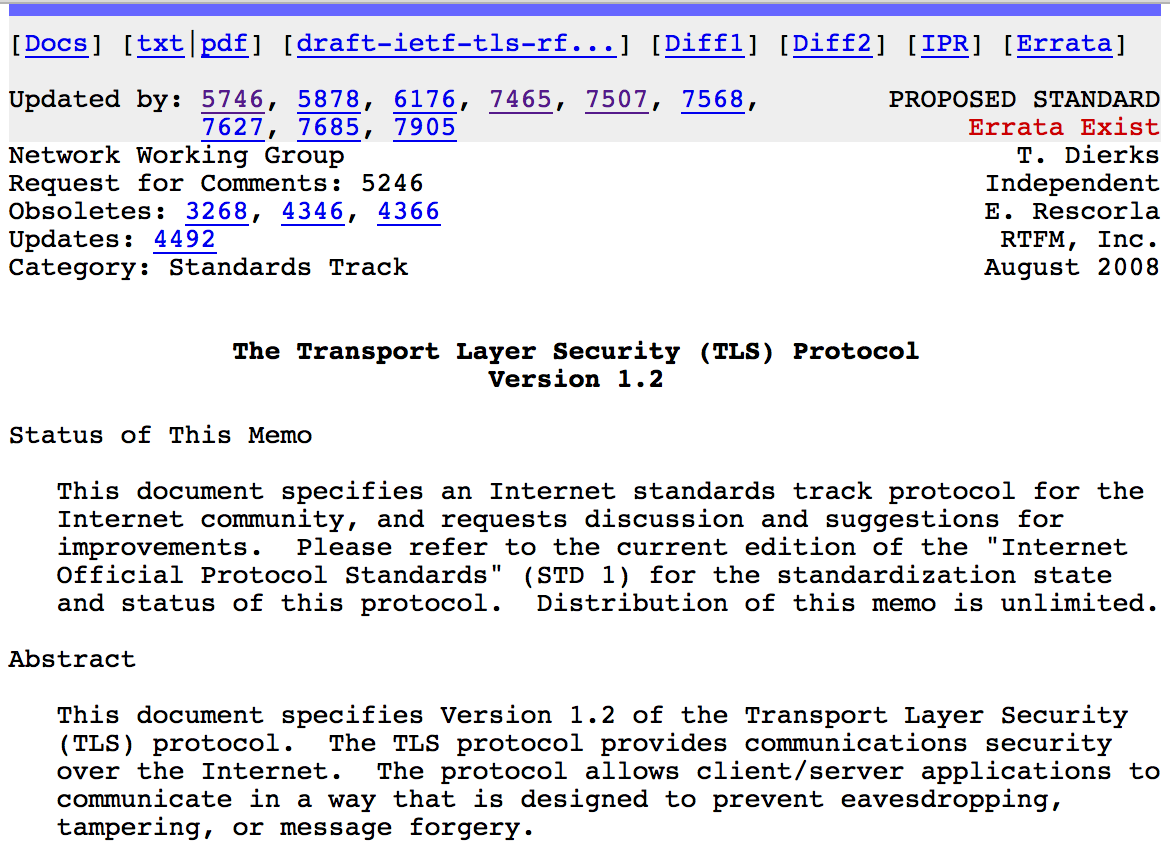 [Docs] [txt|pdf] [draft-ietf-tls-rf...] [Diff1] [Diff2] [IPR] [Errata]
Updated by: 5746, 5878, 6176, 7465, 7507, 7568, PROPOSED STANDARD
7627, 7685, 7905 Errata Exist
Network Working Group T. Dierks
Request for Comments: 5246 Independent
Obsoletes: 3268, 4346, 4366 E. Rescorla
Updates: 4492 RTFM, Inc.
Category: Standards Track August 2008
The Transport Layer Security (TLS) Protocol
Version 1.2
Status of This Memo
This document specifies an Internet standards track protocol for the
Internet community, and requests discussion and suggestions for
improvements. Please refer to the current edition of the "Internet
Official Protocol Standards" (STD 1) for the standardization state
and status of this protocol. Distribution of this memo is unlimited.
Abstract
This document specifies Version 1.2 of the Transport Layer Security
(TLS) protocol. The TLS protocol provides communications security
over the Internet. The protocol allows client/server applications to
communicate in a way that is designed to prevent eavesdropping,
tampering, or message forgery.